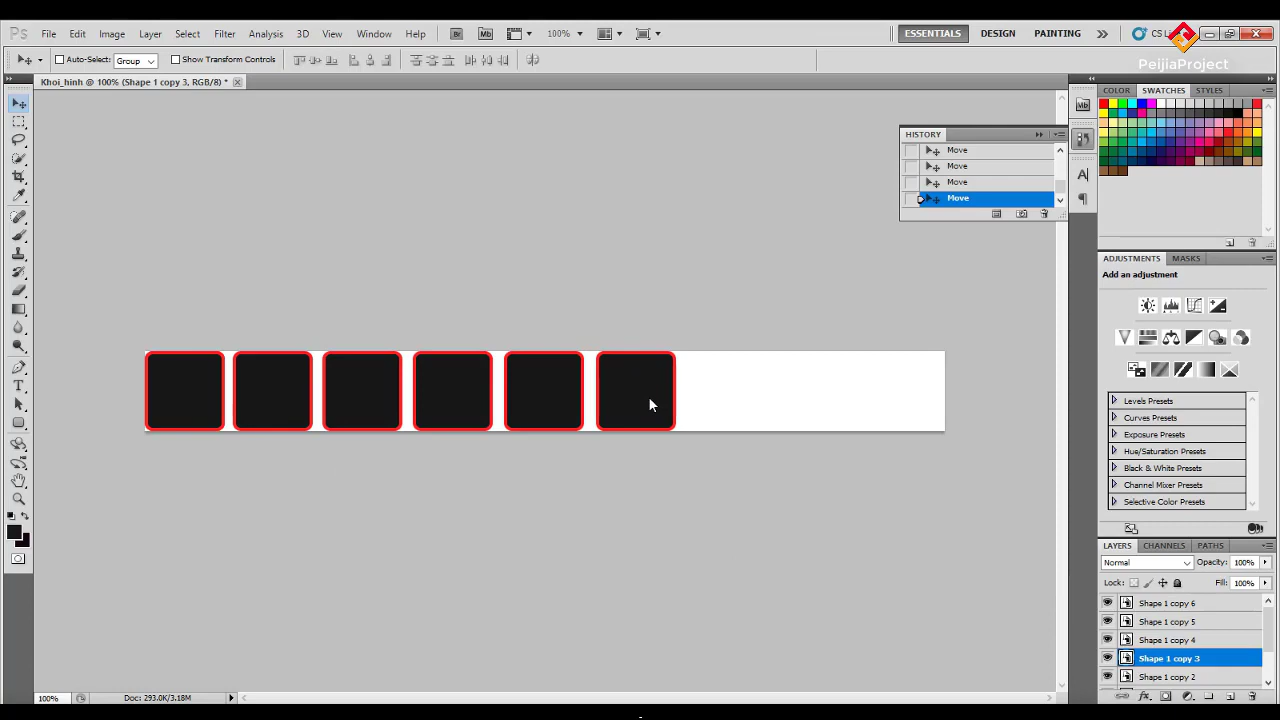 Ps File Edit Image Layer Select Filter Analysis 3D View Window Help Br Mb 100% ESSENTIALS DESIGN PAINTING CS Li
PeijiaProject
Auto-Select: Group Show Transform Controls
Khoi_hinh @ 100% (Shape 1 copy 3, RGB/8) *
COLOR SWATCHES STYLES
Mb
HISTORY
Move
Move
Move
Move
A
ADJUSTMENTS MASKS
Add an adjustment
Levels Presets
Curves Presets
Exposure Presets
Hue/Saturation Presets
Black & White Presets
Channel Mixer Presets
Selective Color Presets
LAYERS CHANNELS PATHS
Normal Opacity: 100%
Lock: Fill: 100%
Shape 1 copy 6
Shape 1 copy 5
Shape 1 copy 4
Shape 1 copy 3
Shape 1 copy 2
T
100% Doc: 293.0K/3.18M
fx